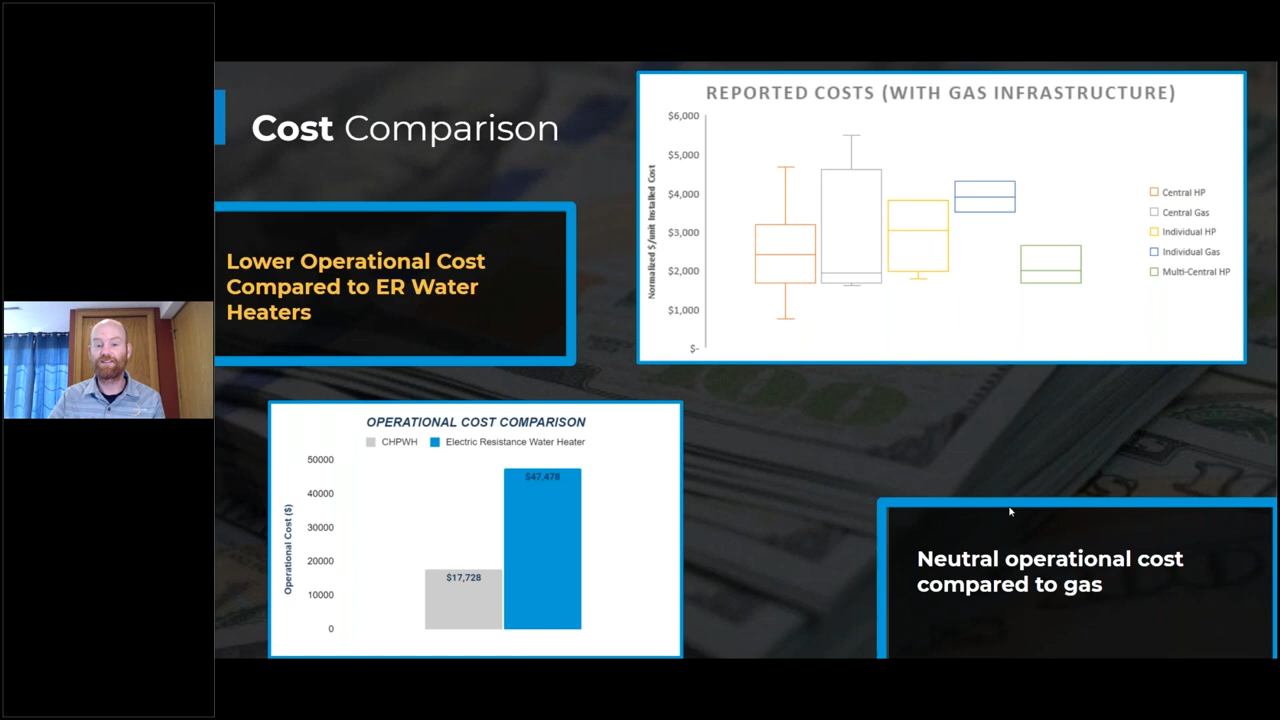 Cost Comparison
Lower Operational Cost
Compared to ER Water
Heaters
REPORTED COSTS (WITH GAS INFRASTRUCTURE)
Normalized $/unit Installed Cost
$6,000
$5,000
$4,000
$3,000
$2,000
$1,000
$-
Central HP
Central Gas
Individual HP
Individual Gas
Multi-Central HP
OPERATIONAL COST COMPARISON
CHPWH Electric Resistance Water Heater
Operational Cost ($)
50000
40000
30000
20000
10000
0
$17,728
$47,478
Neutral operational cost
compared to gas